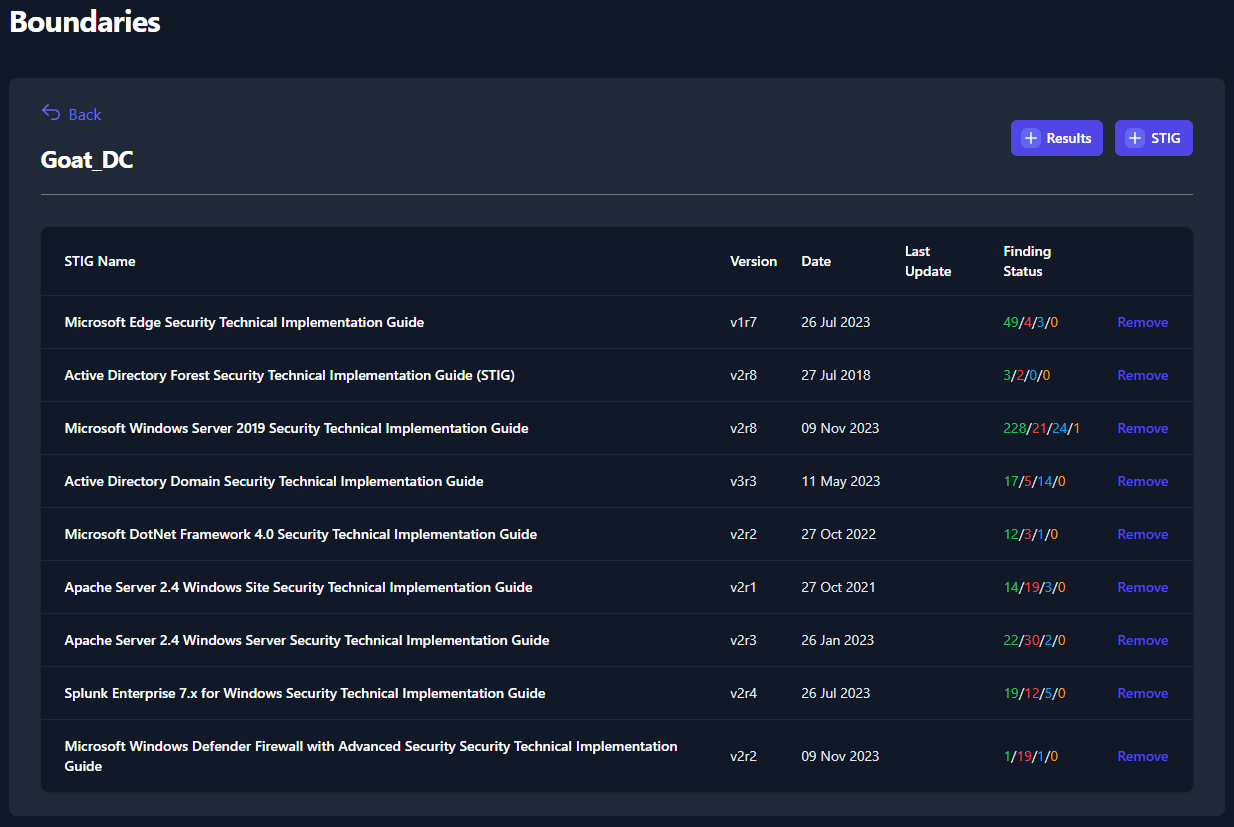 Boundaries
Back
Goat_DC
Results
STIG
STIG Name Version Date Last Update Finding Status
Microsoft Edge Security Technical Implementation Guide v1r7 26 Jul 2023 49/4/3/0 Remove
Active Directory Forest Security Technical Implementation Guide (STIG) v2r8 27 Jul 2018 3/2/0/0 Remove
Microsoft Windows Server 2019 Security Technical Implementation Guide v2r8 09 Nov 2023 228/21/24/1 Remove
Active Directory Domain Security Technical Implementation Guide v3r3 11 May 2023 17/5/14/0 Remove
Microsoft DotNet Framework 4.0 Security Technical Implementation Guide v2r2 27 Oct 2022 12/3/1/0 Remove
Apache Server 2.4 Windows Site Security Technical Implementation Guide v2r1 27 Oct 2021 14/19/3/0 Remove
Apache Server 2.4 Windows Server Security Technical Implementation Guide v2r3 26 Jan 2023 22/30/2/0 Remove
Splunk Enterprise 7.x for Windows Security Technical Implementation Guide v2r4 26 Jul 2023 19/12/5/0 Remove
Microsoft Windows Defender Firewall with Advanced Security Security Technical Implementation
Guide v2r2 09 Nov 2023 1/19/1/0 Remove